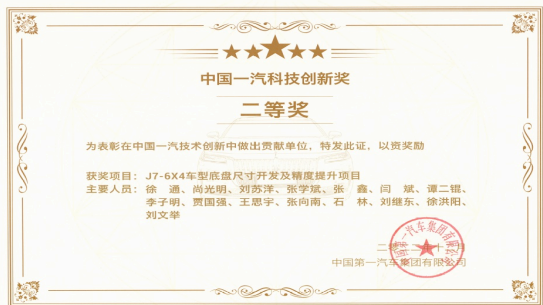 中国一汽科技创新奖
二等奖
为表彰在中国一汽技术创新中做出贡献单位，特发此证，以资奖励
获奖项目：J7-6X4车型底盘尺寸开发及精度提升项目
主要人员：徐　通、尚光明、刘苏洋、张学斌、张　鑫、闫　斌、谭二锟、
李子明、贾国强、王思宇、张向南、石　林、刘继东、徐洪阳、
刘文举
中国第一汽车集团有限公司